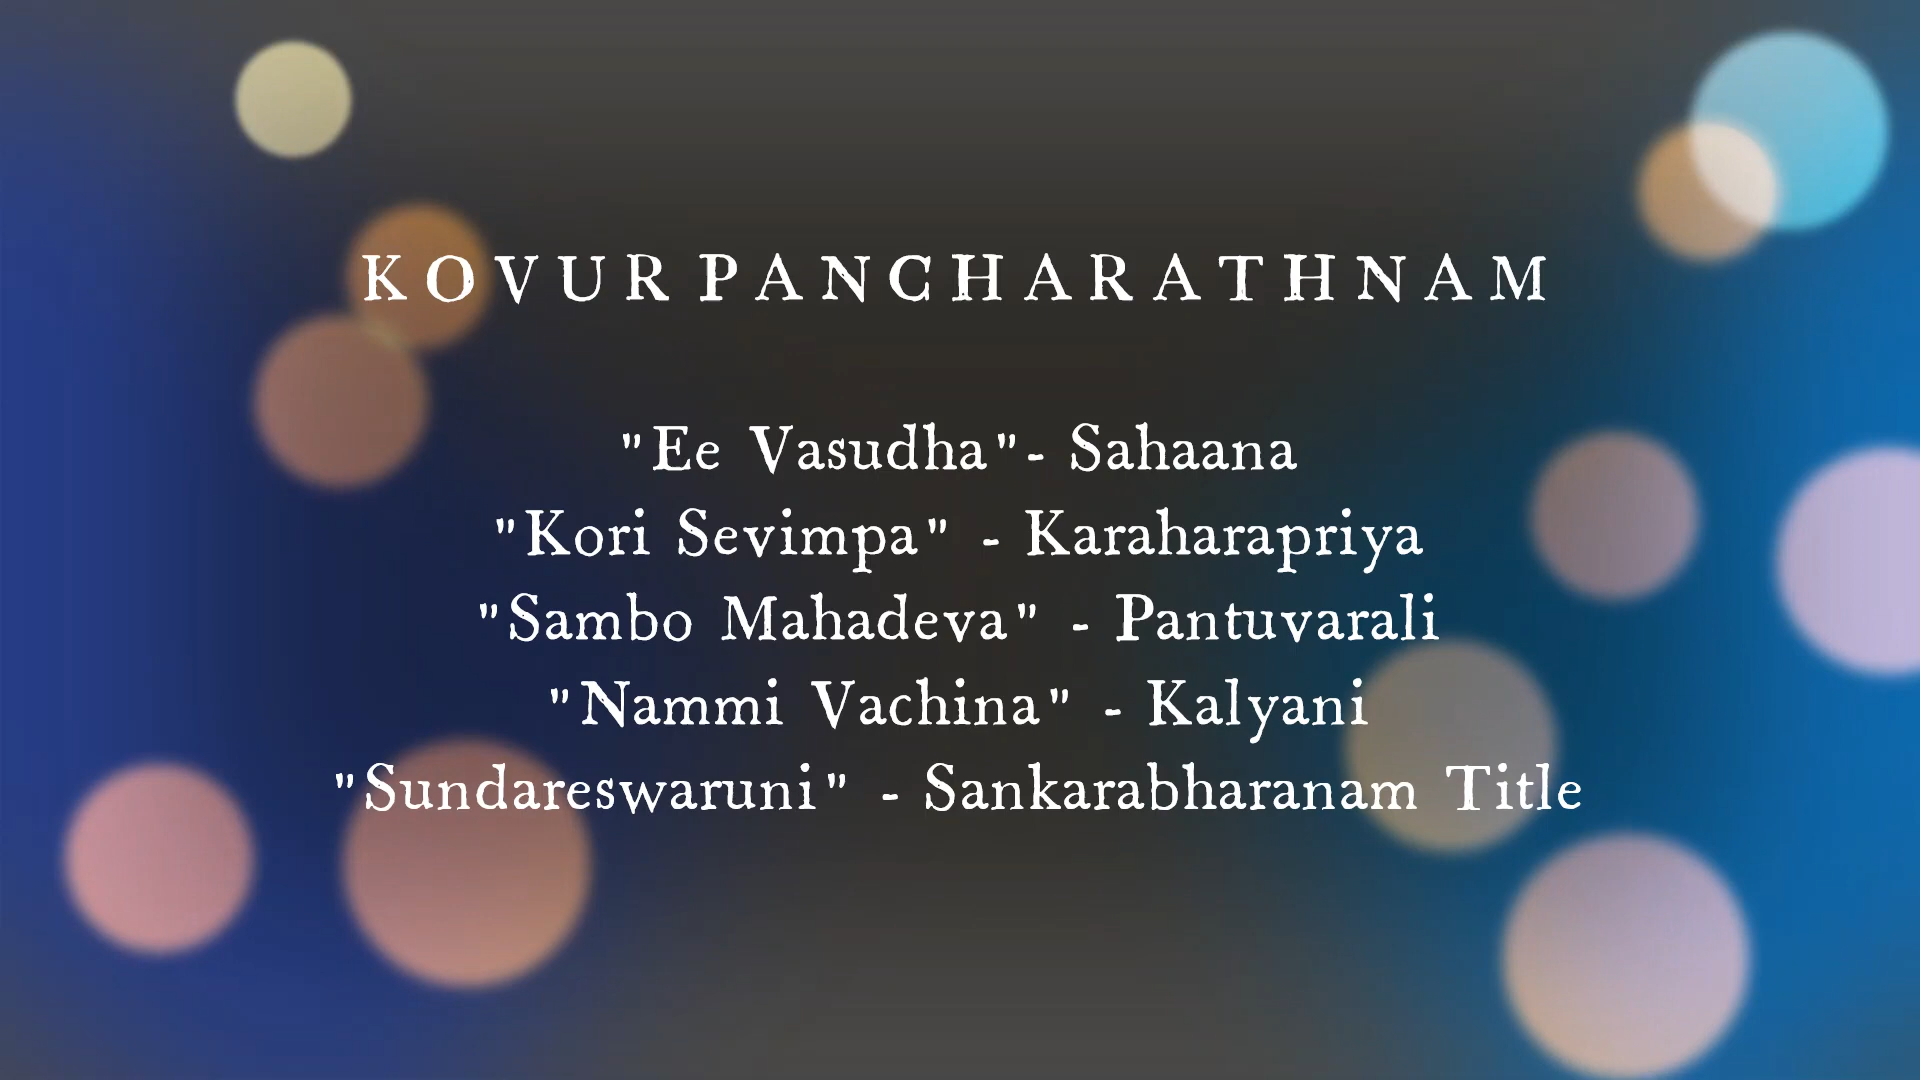 KOVUR PANCHARATHNAM
"Ee Vasudha"- Sahaana
"Kori Sevimpa" - Karaharapriya
"Sambo Mahadeva" - Pantuvarali
"Nammi Vachina" - Kalyani
"Sundareswaruni" - Sankarabharanam Title